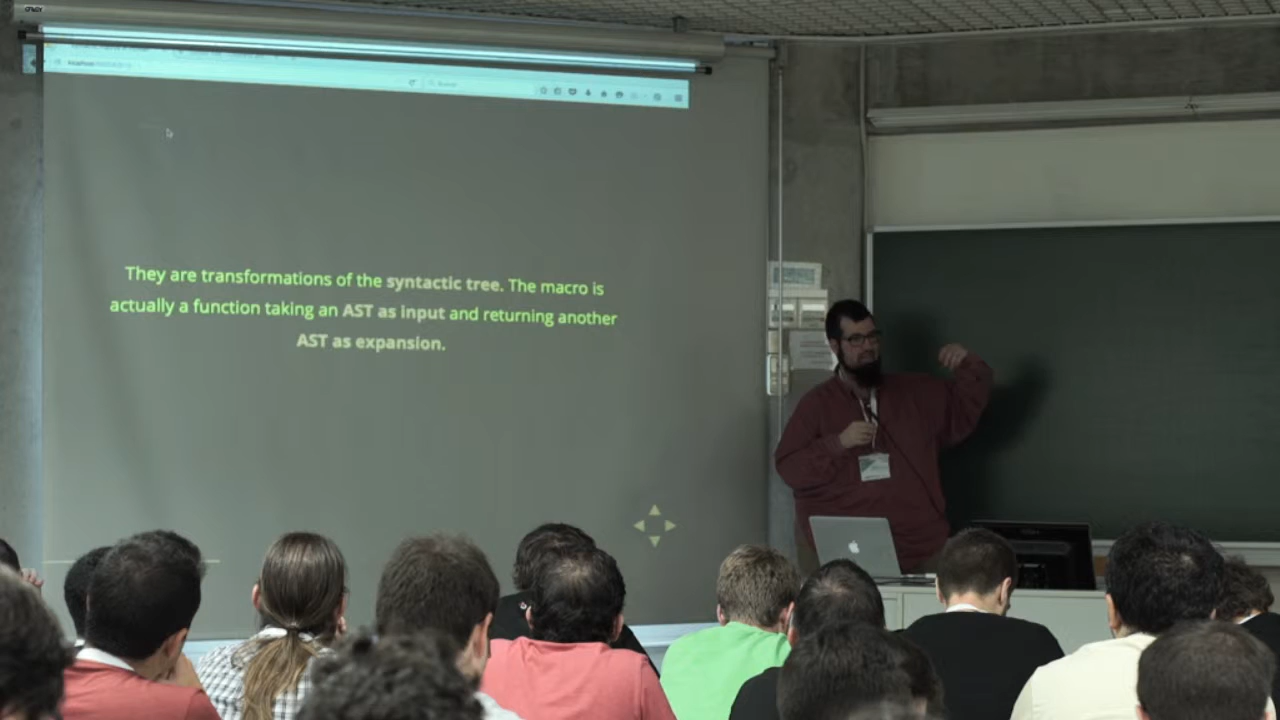 localhost
They are transformations of the syntactic tree. The macro is
actually a function taking an AST as input and returning another
AST as expansion.